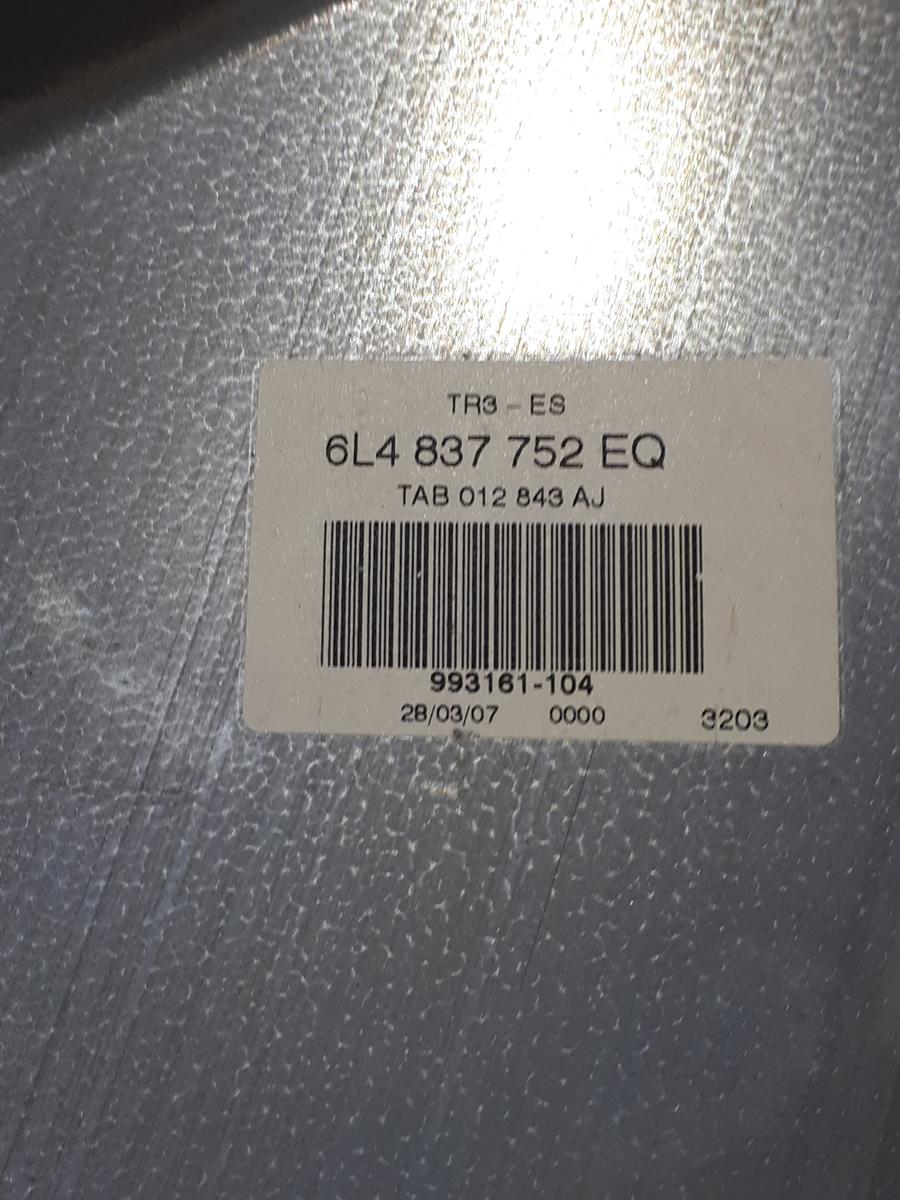 TR3 - ES
6L4 837 752 EQ
TAB 012 843 AJ
993161-104
28/03/07 0000 3203